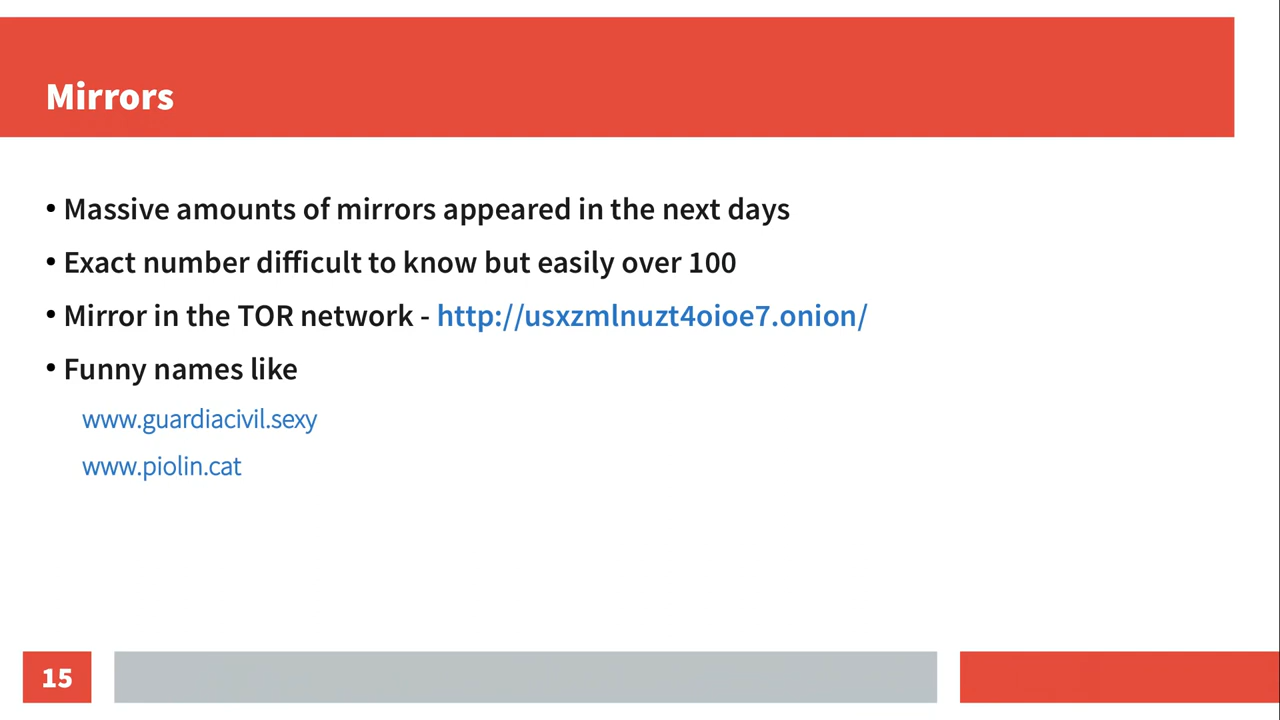 Mirrors
• Massive amounts of mirrors appeared in the next days
• Exact number difficult to know but easily over 100
• Mirror in the TOR network - http://usxzmlnuzt4oioe7.onion/
• Funny names like
www.guardiacivil.sexy
www.piolin.cat
15